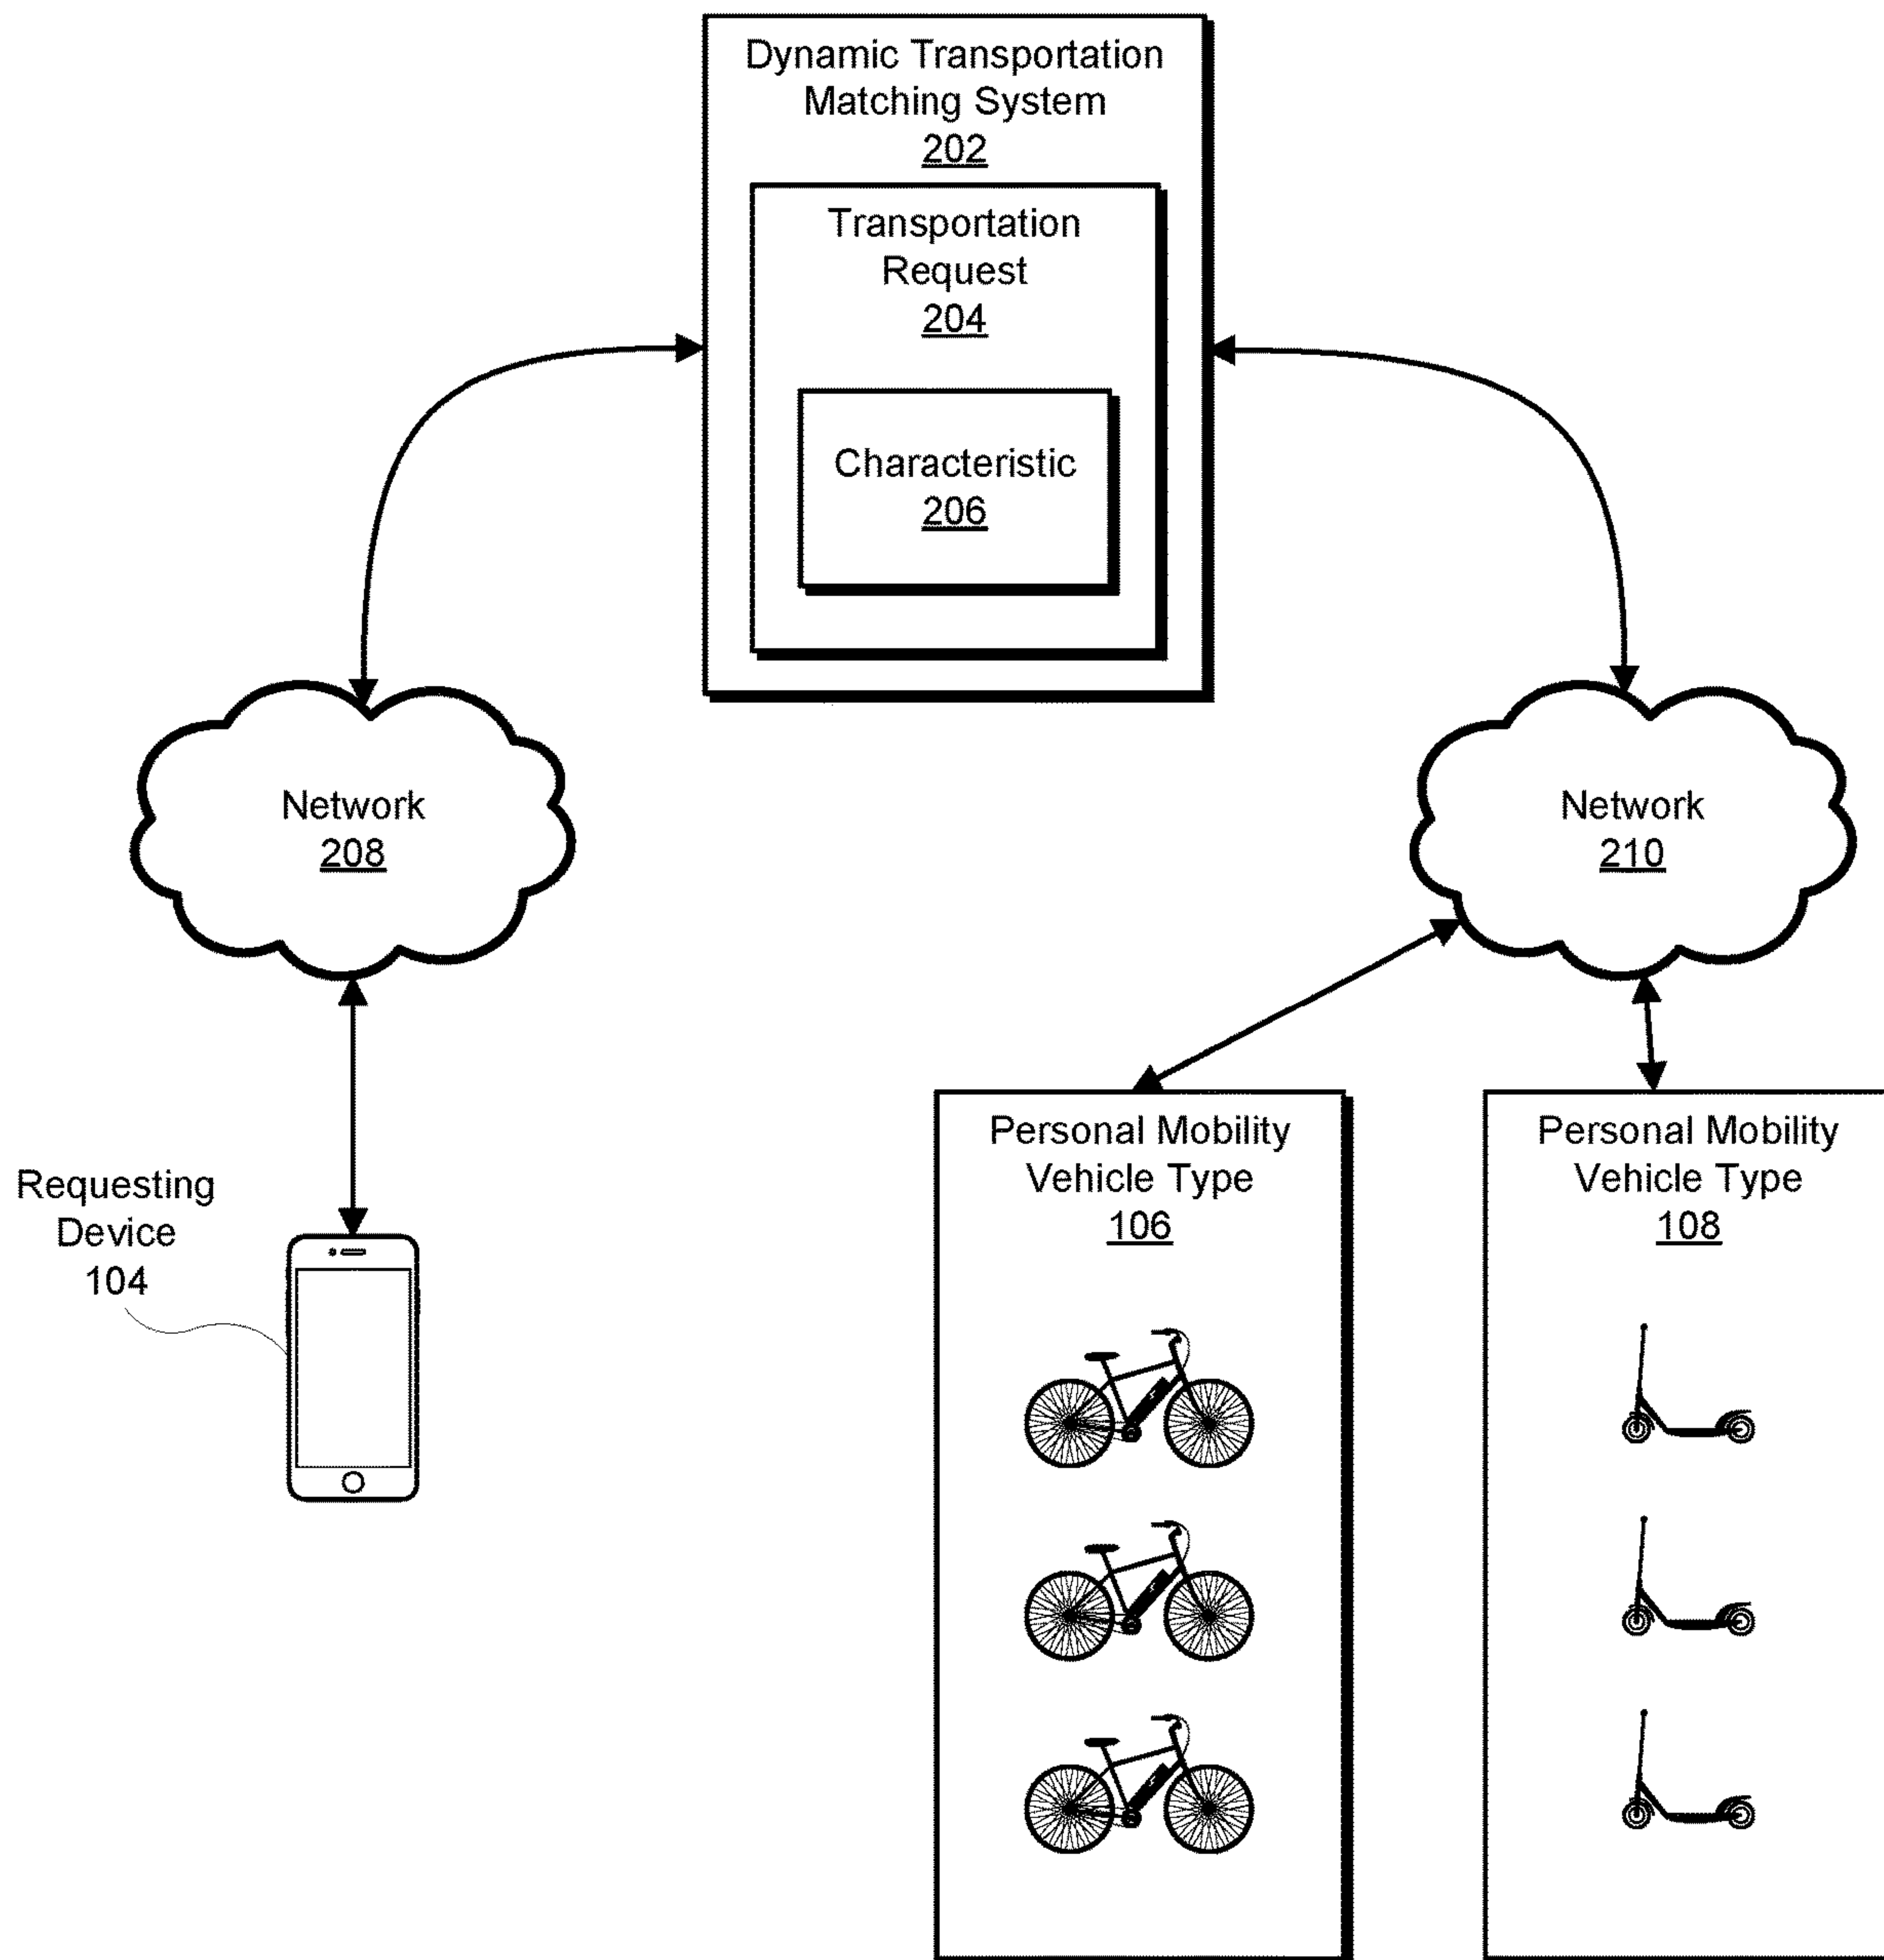 Dynamic Transportation
Matching System
202
Transportation
Request
204
Characteristic
206
Network
208
Network
210
Requesting
Device
104
Personal Mobility
Vehicle Type
106
Personal Mobility
Vehicle Type
108